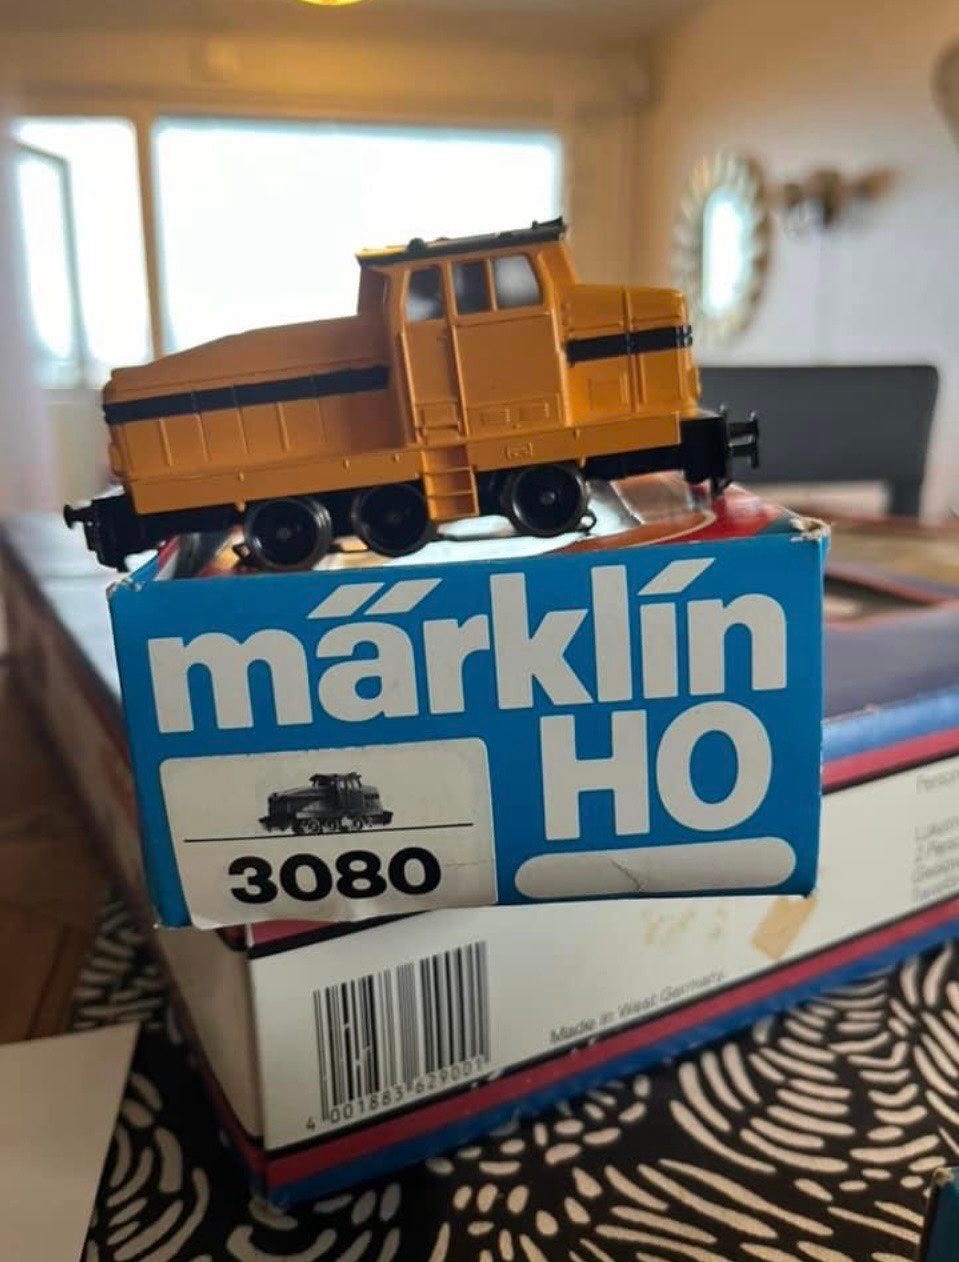 märklin
HO
3080
Made in West Germany
4 001883 629001